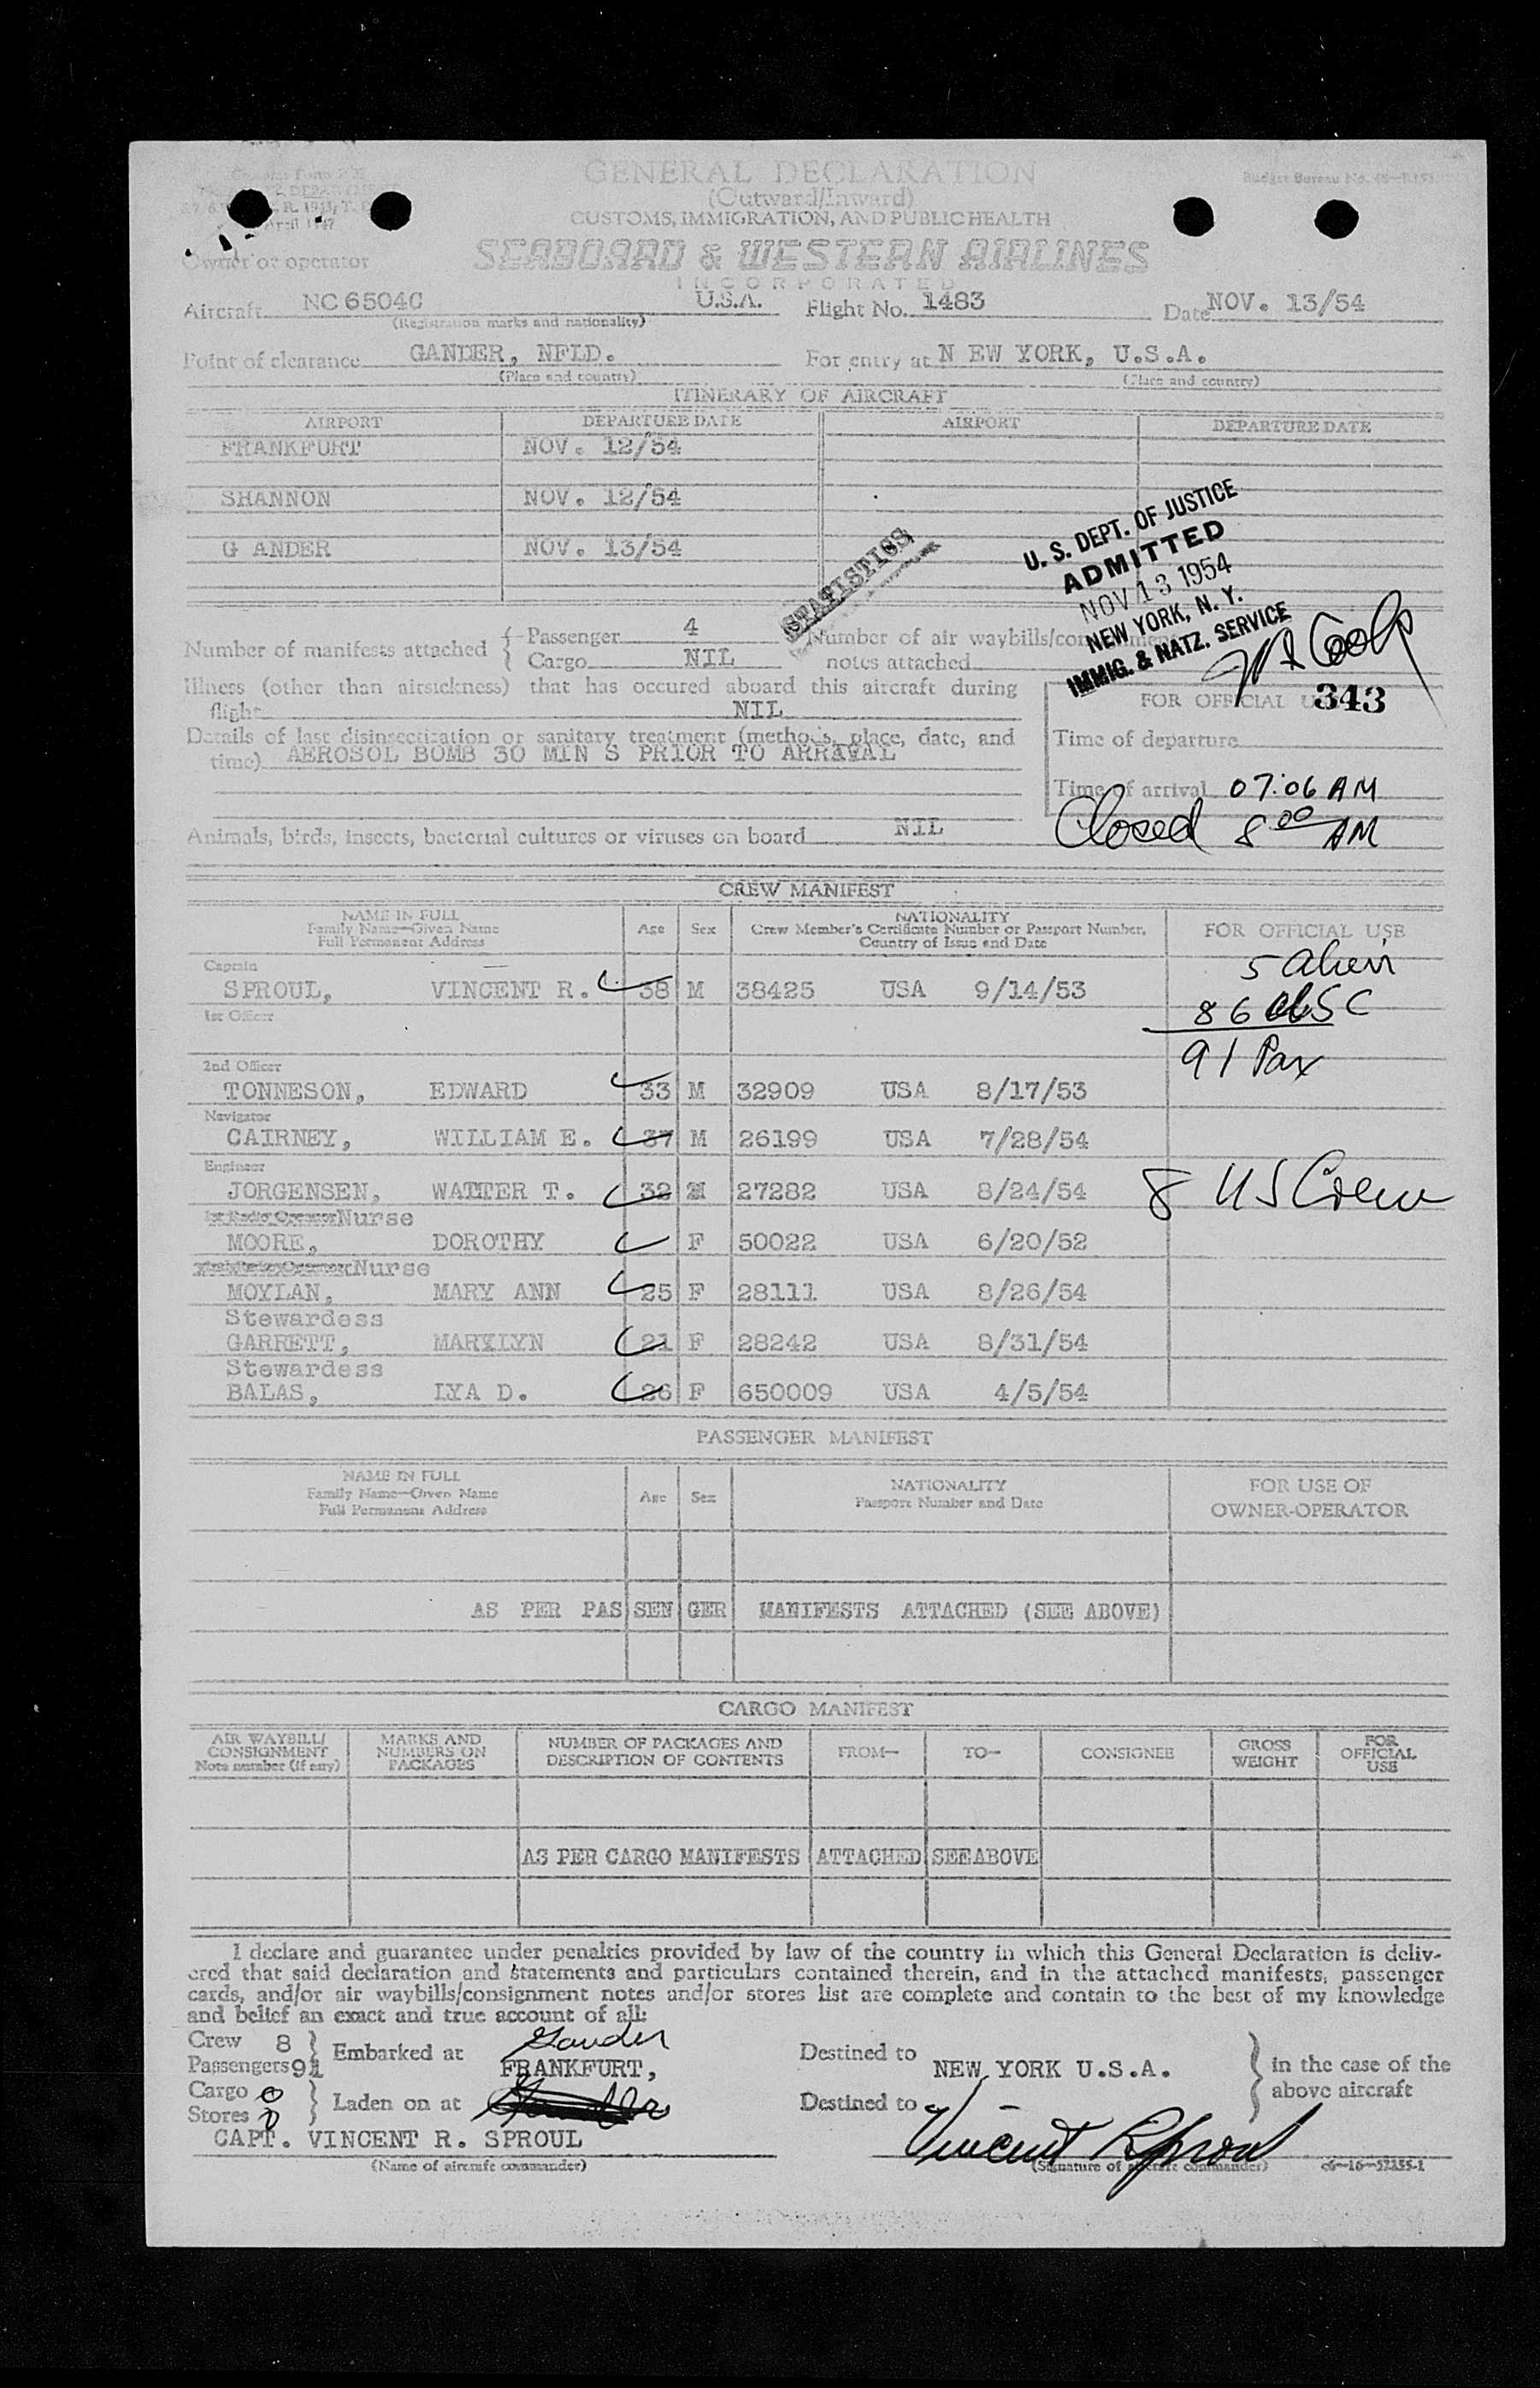 GENERAL DECLARATION
(Outward/Inward)
CUSTOMS, IMMIGRATION, AND PUBLIC HEALTH
Budget Bureau No.
April 1947
Owner or operator
SEABOARD & WESTERN AIRLINES
INCORPORATED
Aircraft NC 6504C U.S.A. Flight No. 1483 Date NOV. 13/54
(Registration marks and nationality)
Point of clearance GANDER, NFLD. For entry at N EW YORK, U.S.A.
(Place and country) (Place and country)
ITINERARY OF AIRCRAFT
AIRPORT DEPARTURE DATE AIRPORT DEPARTURE DATE
FRANKFURT NOV. 12/54
SHANNON NOV. 12/54
G ANDER NOV. 13/54
STATISTICS
U. S. DEPT. OF JUSTICE
ADMITTED
NOV 13 1954
NEW YORK, N. Y.
IMMIG. & NATZ. SERVICE
Number of manifests attached { Passenger 4 Number of air waybills/con
Cargo NIL notes attached
343
Illness (other than airsickness) that has occured aboard this aircraft during
flight NIL
FOR OFFICIAL U
Details of last disinsectization or sanitary treatment (methods, place, date, and
time) AEROSOL BOMB 30 MIN S PRIOR TO ARRAVAL
Time of departure
Time of arrival 07:06 AM
Closed 8 00 AM
Animals, birds, insects, bacterial cultures or viruses on board NIL
CREW MANIFEST
NAME IN FULL
Family Name—Given Name
Full Permanent Address
Age Sex
NATIONALITY
Crew Member's Certificate Number or Passport Number,
Country of Issue and Date
FOR OFFICIAL USE
5 alien
86 USC
91 Pax
Captain
SPROUL, VINCENT R. 38 M 38425 USA 9/14/53
1st Officer
2nd Officer
TONNESON, EDWARD 33 M 32909 USA 8/17/53
Navigator
CAIRNEY, WILLIAM E. 37 M 26199 USA 7/28/54
Engineer
JORGENSEN, WALTER T. 32 M 27282 USA 8/24/54
8 US Crew
Nurse
MOORE, DOROTHY F 50022 USA 6/20/52
Nurse
MOYLAN, MARY ANN 25 F 28111 USA 8/26/54
Stewardess
GARRETT, MARYLYN 21 F 28242 USA 8/31/54
Stewardess
BALAS, LYA D. 26 F 650009 USA 4/5/54
PASSENGER MANIFEST
NAME IN FULL
Family Name—Given Name
Full Permanent Address
Age Sex
NATIONALITY
Passport Number and Date
FOR USE OF
OWNER-OPERATOR
AS PER PAS SEN GER MANIFESTS ATTACHED (SEE ABOVE)
CARGO MANIFEST
AIR WAYBILL/
CONSIGNMENT
Note number (if any)
MARKS AND
NUMBERS ON
PACKAGES
NUMBER OF PACKAGES AND
DESCRIPTION OF CONTENTS
FROM— TO— CONSIGNEE
GROSS
WEIGHT
FOR
OFFICIAL
USE
AS PER CARGO MANIFESTS ATTACHED SEE ABOVE
I declare and guarantee under penalties provided by law of the country in which this General Declaration is deliv-
ered that said declaration and statements and particulars contained therein, and in the attached manifests, passenger
cards, and/or air waybills/consignment notes and/or stores list are complete and contain to the best of my knowledge
and belief an exact and true account of all:
Crew 8 } Embarked at Gander Destined to
Passengers 91 FRANKFURT, NEW YORK U.S.A. } in the case of the
Cargo 0 } Laden on at Destined to above aircraft
Stores 0
CAPT. VINCENT R. SPROUL Vincent R Sproul
(Name of aircraft commander) (Signature of aircraft commander)